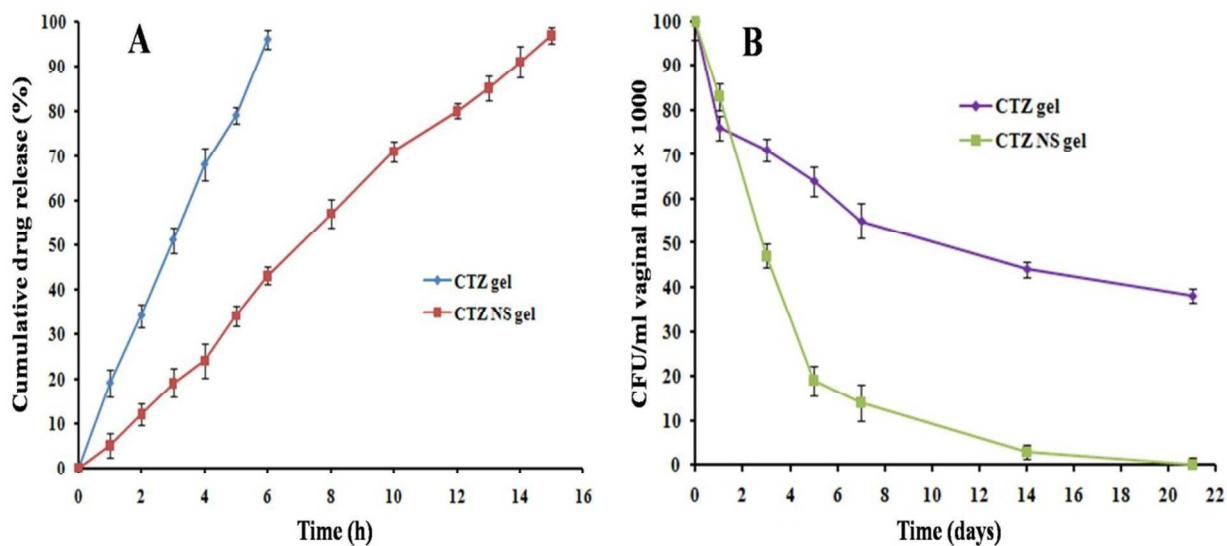 A
Cumulative drug release (%)
100
90
80
70
60
50
40
30
20
10
0
CTZ gel
CTZ NS gel
0 2 4 6 8 10 12 14 16
Time (h)
B
CFU/ml vaginal fluid × 1000
100
90
80
70
60
50
40
30
20
10
0
CTZ gel
CTZ NS gel
0 2 4 6 8 10 12 14 16 18 20 22
Time (days)